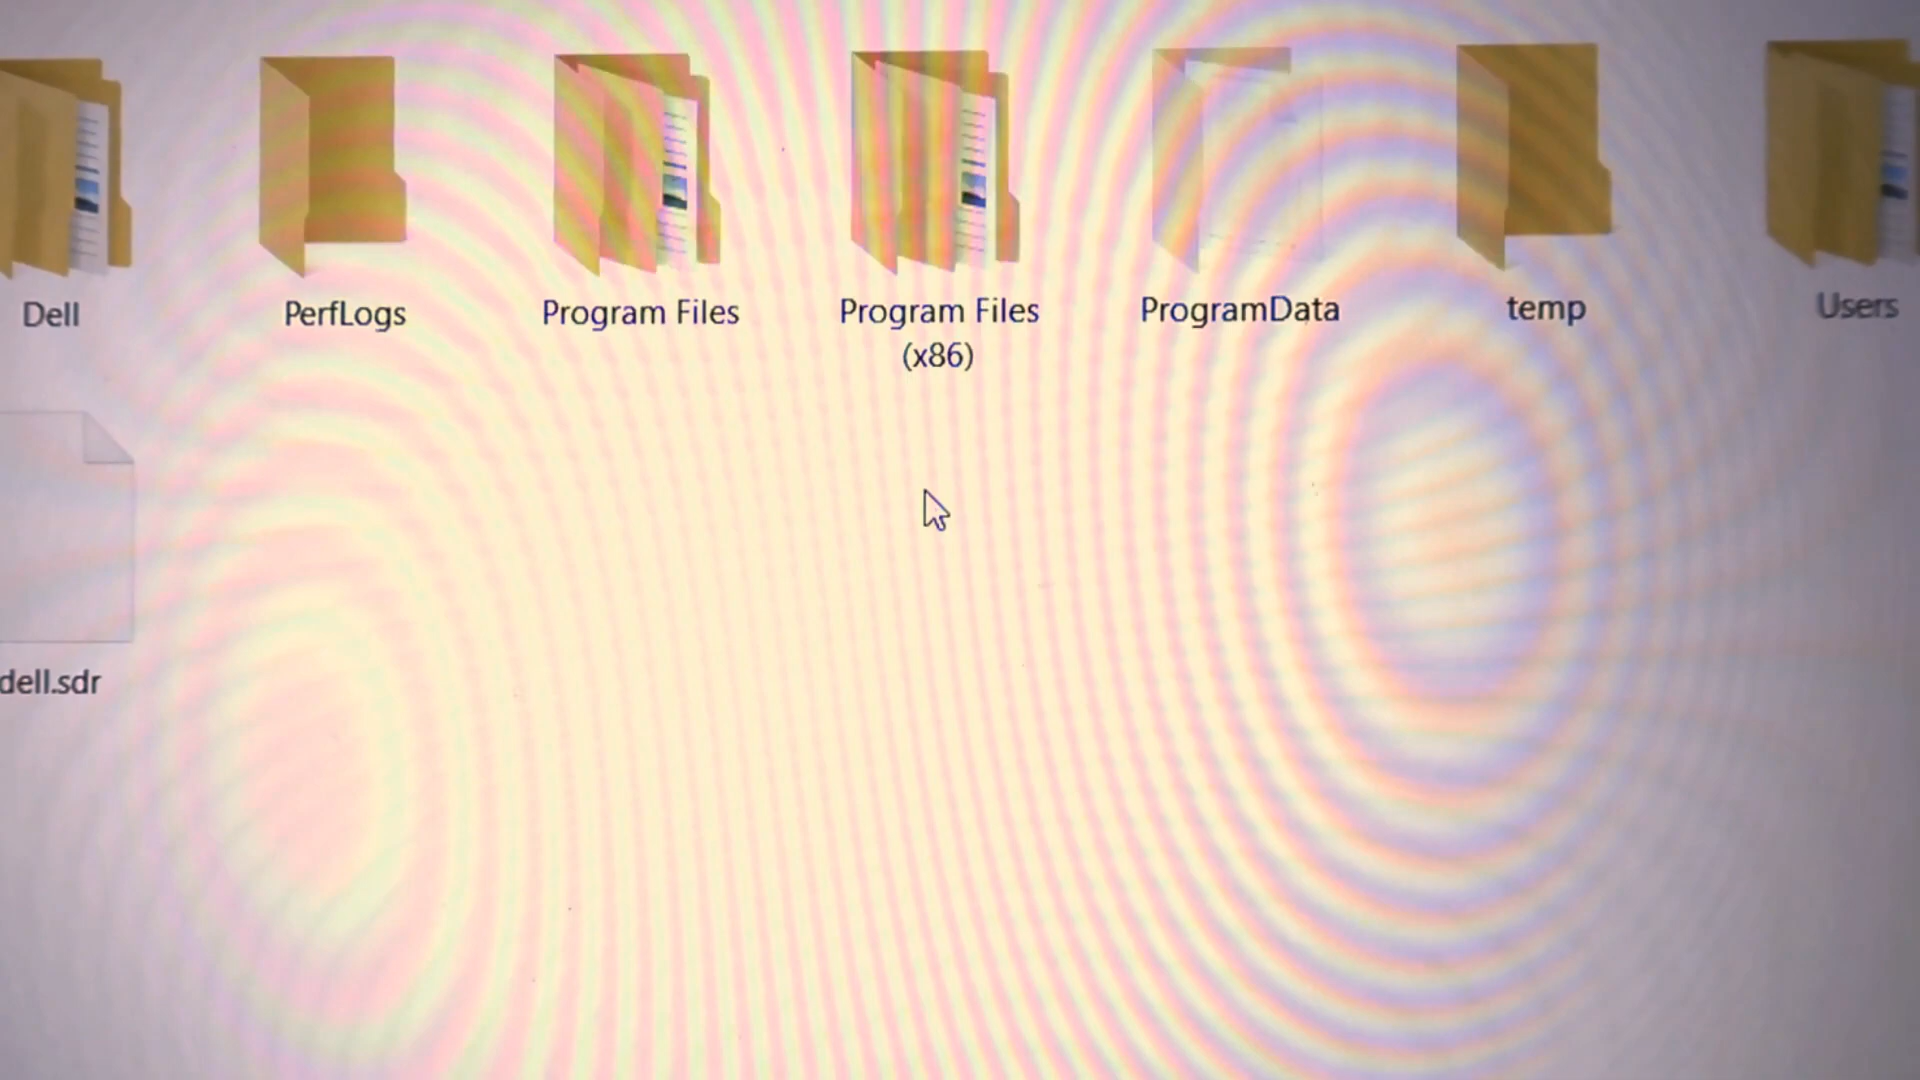 Dell
PerfLogs
Program Files
Program Files
(x86)
ProgramData
temp
Users
dell.sdr